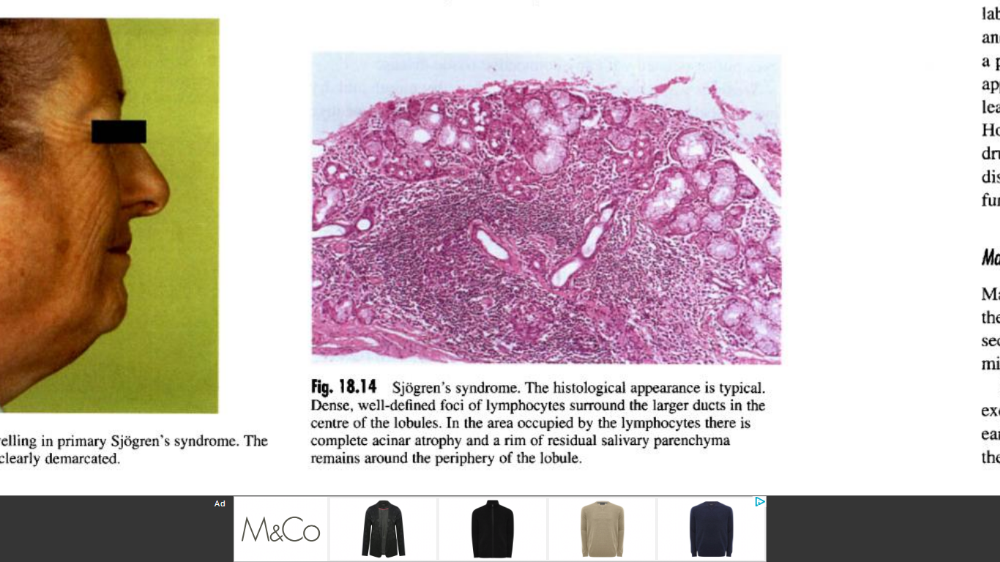 velling in primary Sjögren's syndrome. The
clearly demarcated.
Fig. 18.14 Sjögren's syndrome. The histological appearance is typical.
Dense, well-defined foci of lymphocytes surround the larger ducts in the
centre of the lobules. In the area occupied by the lymphocytes there is
complete acinar atrophy and a rim of residual salivary parenchyma
remains around the periphery of the lobule.
lab
and
a p
app
lea
Ho
dru
dis
fun
Ma
Ma
the
sec
mi
exc
ear
the
Ad
M&Co